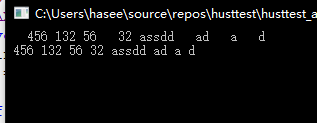 C:\Users\hasee\source\repos\husttest\husttest_a
  456 132 56   32 assdd   ad   a   d
456 132 56 32 assdd ad a d